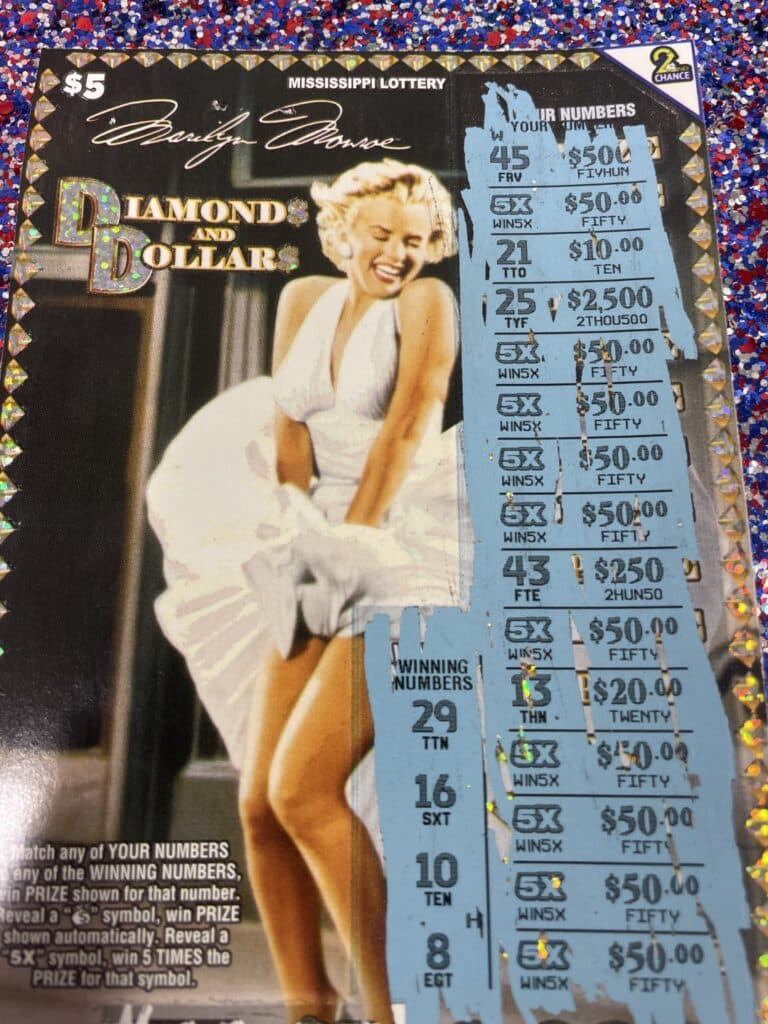 $5
MISSISSIPPI LOTTERY
2 CHANCE
Marilyn Monroe
DIAMONDS
AND
DOLLARS
UR NUMBERS
YOUR
45 $500
FRV FIVHUN
5X $50.00
WIN5X FIFTY
21 $10.00
TTO TEN
25 $2,500
TYF 2THOU500
5X $50.00
WIN5X FIFTY
5X $50.00
WIN5X FIFTY
5X $50.00
WIN5X FIFTY
5X $50.00
WIN5X FIFTY
43 $250
FTE 2HUN50
5X $50.00
WIN5X FIFTY
13 $20.00
THN TWENTY
5X $50.00
WIN5X FIFTY
5X $50.00
WIN5X FIFTY
5X $50.00
WIN5X FIFTY
5X $50.00
WIN5X FIFTY
WINNING
NUMBERS
29
TTN
16
SXT
10
TEN
H
8
EGT
Match any of YOUR NUMBERS
any of the WINNING NUMBERS,
in PRIZE shown for that number.
Reveal a "$" symbol, win PRIZE
shown automatically. Reveal a
"5X" symbol, win 5 TIMES the
PRIZE for that symbol.